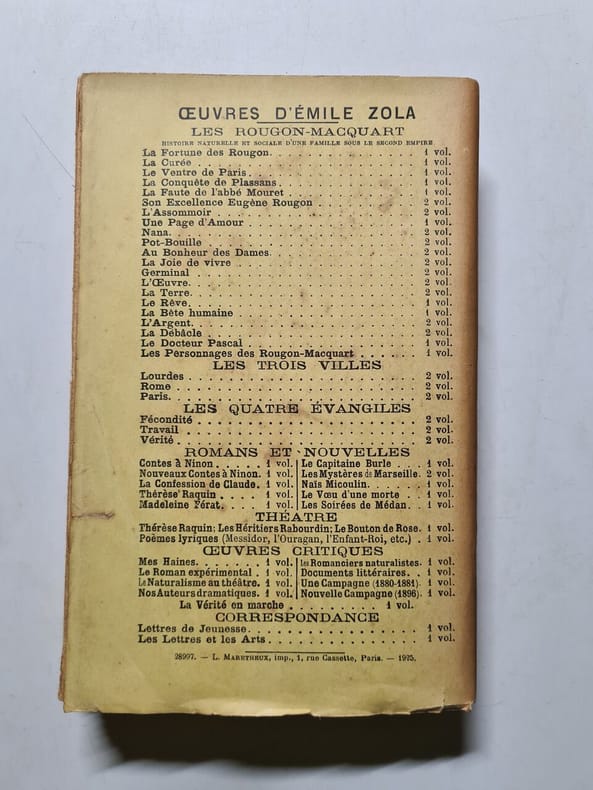 ŒUVRES D'ÉMILE ZOLA
LES ROUGON-MACQUART
HISTOIRE NATURELLE ET SOCIALE D'UNE FAMILLE SOUS LE SECOND EMPIRE
La Fortune des Rougon. 1 vol.
La Curée 1 vol.
Le Ventre de Paris. 1 vol.
La Conquête de Plassans. 1 vol.
La Faute de l'abbé Mouret 1 vol.
Son Excellence Eugène Rougon 2 vol.
L'Assommoir 2 vol.
Une Page d'Amour 1 vol.
Nana. 2 vol.
Pot-Bouille 2 vol.
Au Bonheur des Dames. 2 vol.
La Joie de vivre 2 vol.
Germinal 2 vol.
L'Œuvre. 2 vol.
La Terre. 2 vol.
Le Rêve. 1 vol.
La Bête humaine 1 vol.
L'Argent. 2 vol.
La Débâcle 2 vol.
Le Docteur Pascal 1 vol.
Les Personnages des Rougon-Macquart 1 vol.
LES TROIS VILLES
Lourdes 2 vol.
Rome 2 vol.
Paris. 2 vol.
LES QUATRE ÉVANGILES
Fécondité 2 vol.
Travail 2 vol.
Vérité 2 vol.
ROMANS ET NOUVELLES
Contes à Ninon 1 vol. Le Capitaine Burle 1 vol.
Nouveaux Contes à Ninon. 1 vol. Les Mystères de Marseille. 2 vol.
La Confession de Claude. 1 vol. Naïs Micoulin. 1 vol.
Thérèse Raquin 1 vol. Le Vœu d'une morte 1 vol.
Madeleine Férat. 1 vol. Les Soirées de Médan. 1 vol.
THÉATRE
Thérèse Raquin; Les Héritiers Rabourdin; Le Bouton de Rose. 1 vol.
Poèmes lyriques (Messidor, l'Ouragan, l'Enfant-Roi, etc.) 1 vol.
ŒUVRES CRITIQUES
Mes Haines. 1 vol. Les Romanciers naturalistes. 1 vol.
Le Roman expérimental 1 vol. Documents littéraires. 1 vol.
Le Naturalisme au théâtre. 1 vol. Une Campagne (1880-1881). 1 vol.
Nos Auteurs dramatiques. 1 vol. Nouvelle Campagne (1896). 1 vol.
La Vérité en marche 1 vol.
CORRESPONDANCE
Lettres de Jeunesse. 1 vol.
Les Lettres et les Arts. 1 vol.
28997. — L. MARETHEUX, imp., 1, rue Cassette, Paris. — 1925.